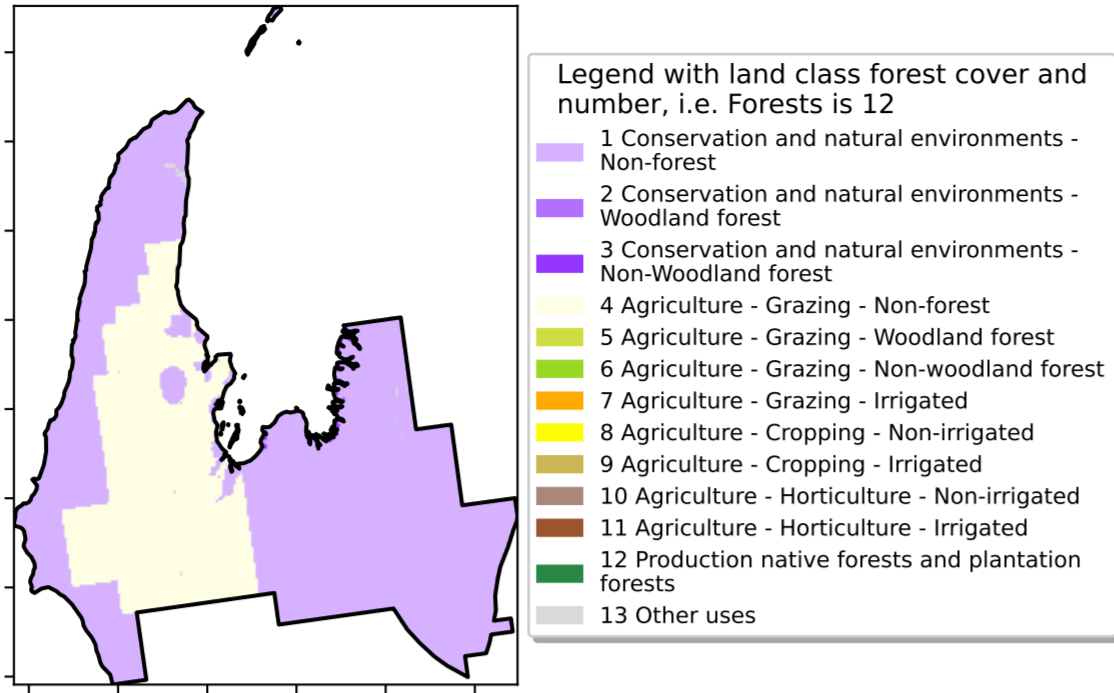 Legend with land class forest cover and
number, i.e. Forests is 12
1 Conservation and natural environments -
Non-forest
2 Conservation and natural environments -
Woodland forest
3 Conservation and natural environments -
Non-Woodland forest
4 Agriculture - Grazing - Non-forest
5 Agriculture - Grazing - Woodland forest
6 Agriculture - Grazing - Non-woodland forest
7 Agriculture - Grazing - Irrigated
8 Agriculture - Cropping - Non-irrigated
9 Agriculture - Cropping - Irrigated
10 Agriculture - Horticulture - Non-irrigated
11 Agriculture - Horticulture - Irrigated
12 Production native forests and plantation
forests
13 Other uses